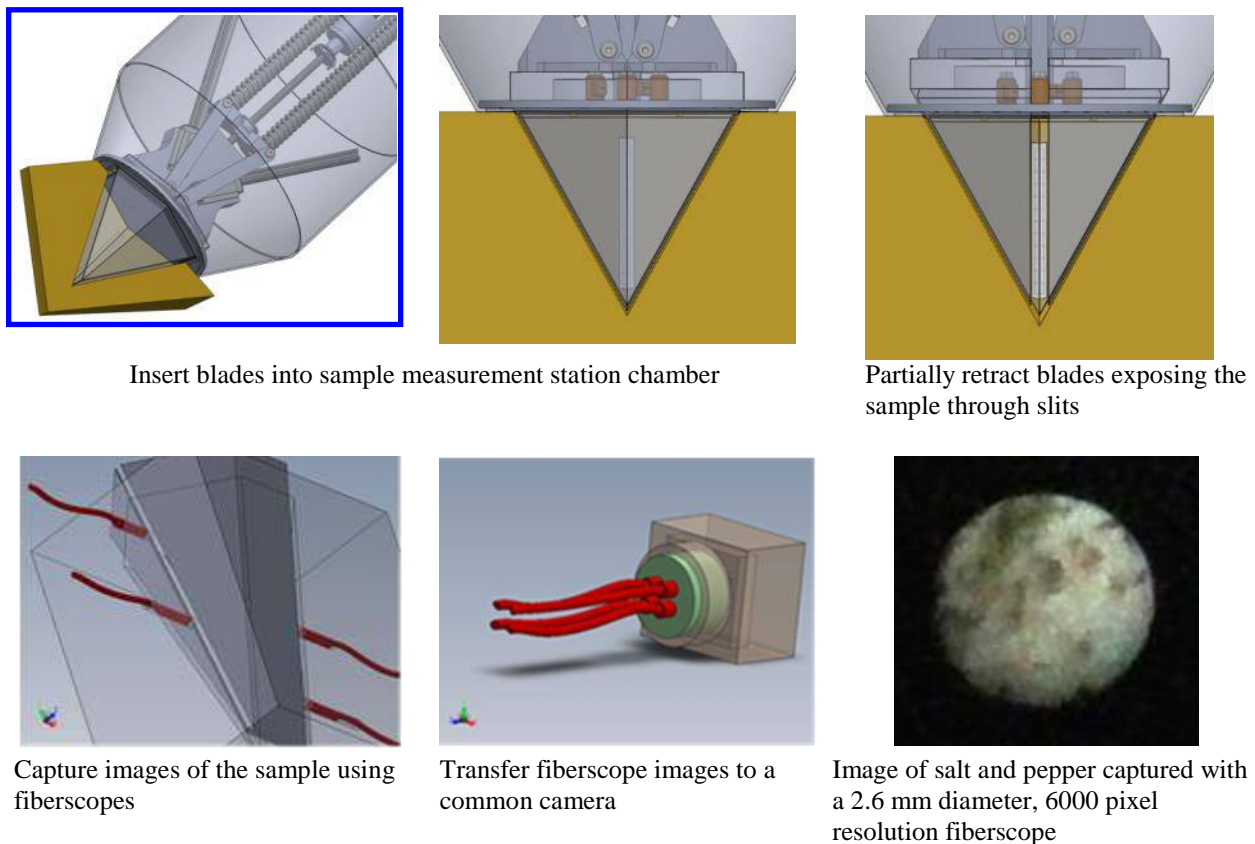 Insert blades into sample measurement station chamber
Partially retract blades exposing the
sample through slits
Capture images of the sample using
fiberscopes
Transfer fiberscope images to a
common camera
Image of salt and pepper captured with
a 2.6 mm diameter, 6000 pixel
resolution fiberscope